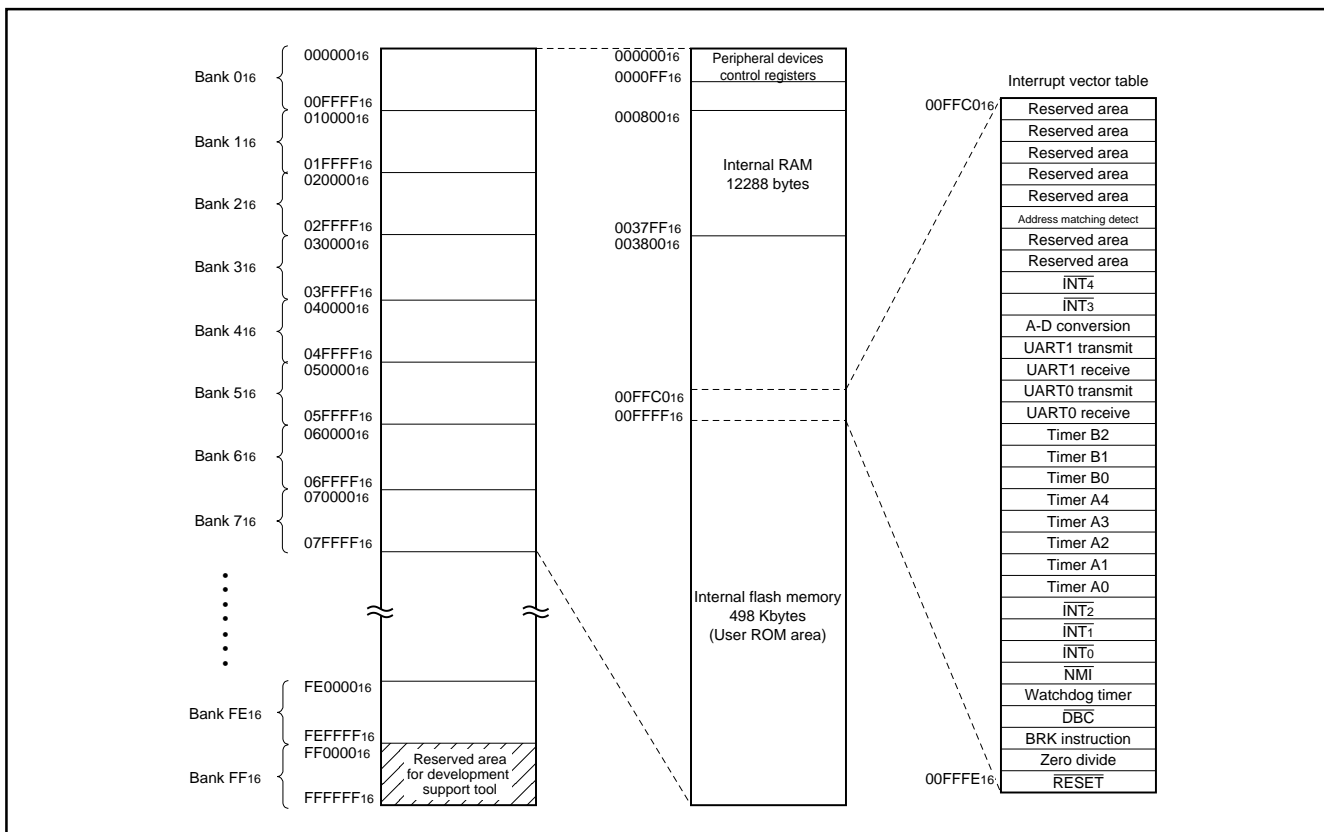 Bank 016
Bank 116
Bank 216
Bank 316
Bank 416
Bank 516
Bank 616
Bank 716
Bank FE16
Bank FF16
00000016
00FFFF16
01000016
01FFFF16
02000016
02FFFF16
03000016
03FFFF16
04000016
04FFFF16
05000016
05FFFF16
06000016
06FFFF16
07000016
07FFFF16
FE000016
FEFFFF16
FF000016
FFFFFF16
Reserved area
for development
support tool
00000016
0000FF16
00080016
0037FF16
00380016
00FFC016
00FFFF16
Peripheral devices
control registers
Internal RAM
12288 bytes
Internal flash memory
498 Kbytes
(User ROM area)
Interrupt vector table
00FFC016
Reserved area
Reserved area
Reserved area
Reserved area
Reserved area
Address matching detect
Reserved area
Reserved area
INT4
INT3
A-D conversion
UART1 transmit
UART1 receive
UART0 transmit
UART0 receive
Timer B2
Timer B1
Timer B0
Timer A4
Timer A3
Timer A2
Timer A1
Timer A0
INT2
INT1
INT0
NMI
Watchdog timer
DBC
BRK instruction
Zero divide
00FFFE16
RESET